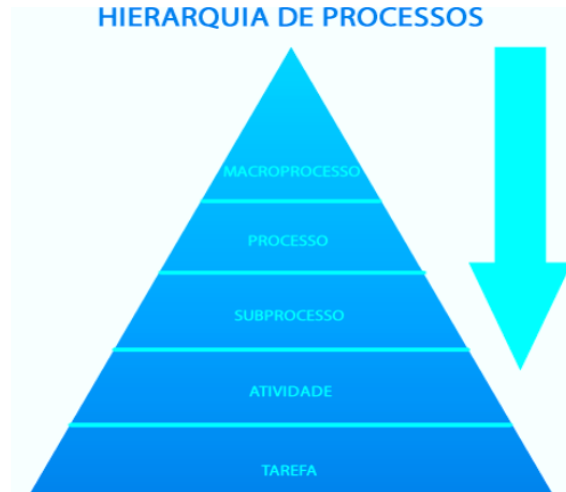 HIERARQUIA DE PROCESSOS
MACROPROCESSO
PROCESSO
SUBPROCESSO
ATIVIDADE
TAREFA